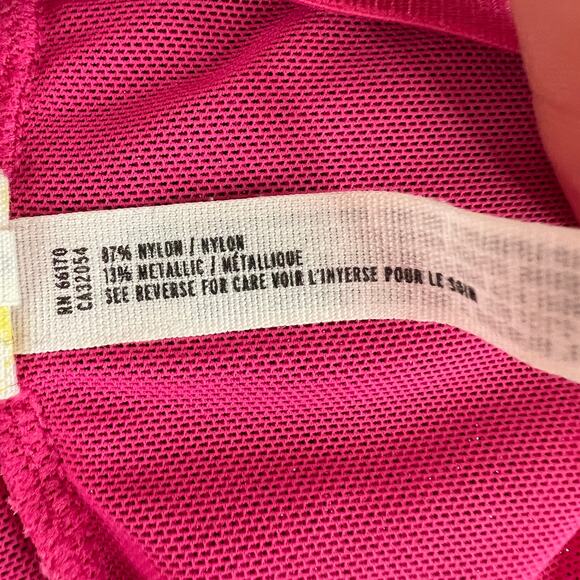 RN 66170
CA32054
87% NYLON / NYLON
13% METALLIC / MÉTALLIQUE
SEE REVERSE FOR CARE VOIR L'INVERSE POUR LE SOIN